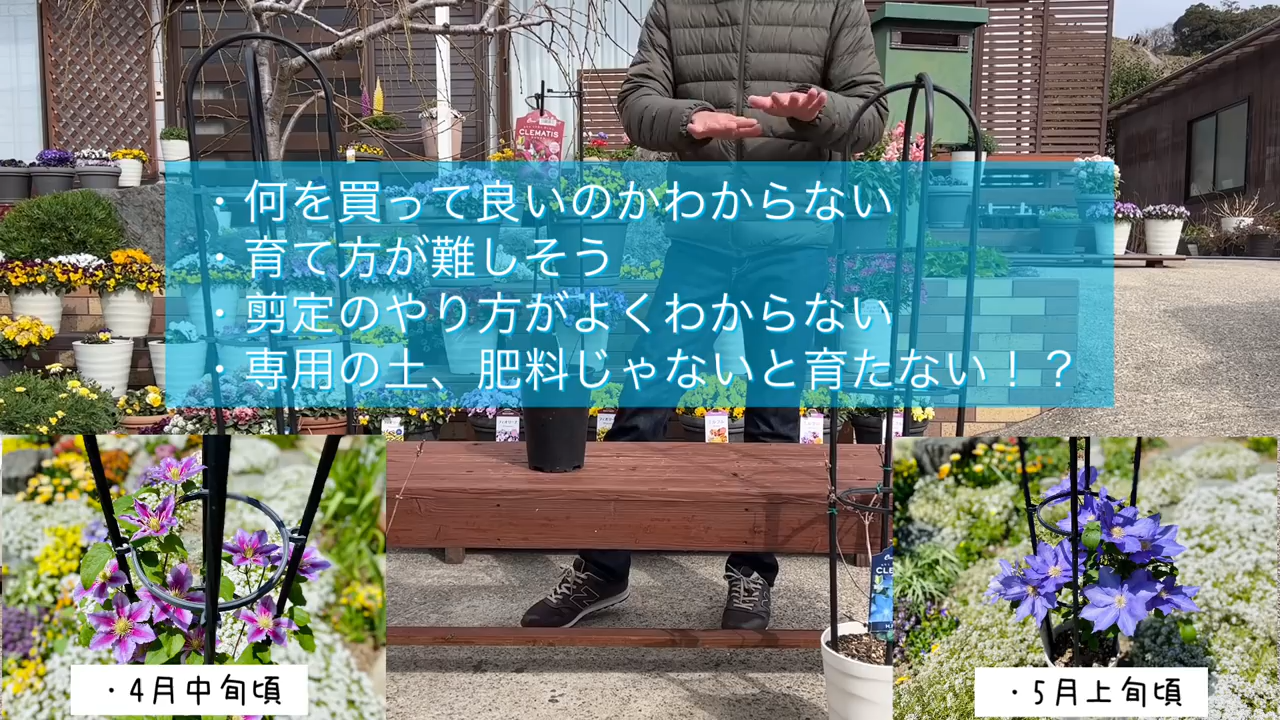 CLEMATIS
・何を買って良いのかわからない
・育て方が難しそう
・剪定のやり方がよくわからない
・専用の土、肥料じゃないと育たない！？
CLE
・4月中旬頃
・5月上旬頃